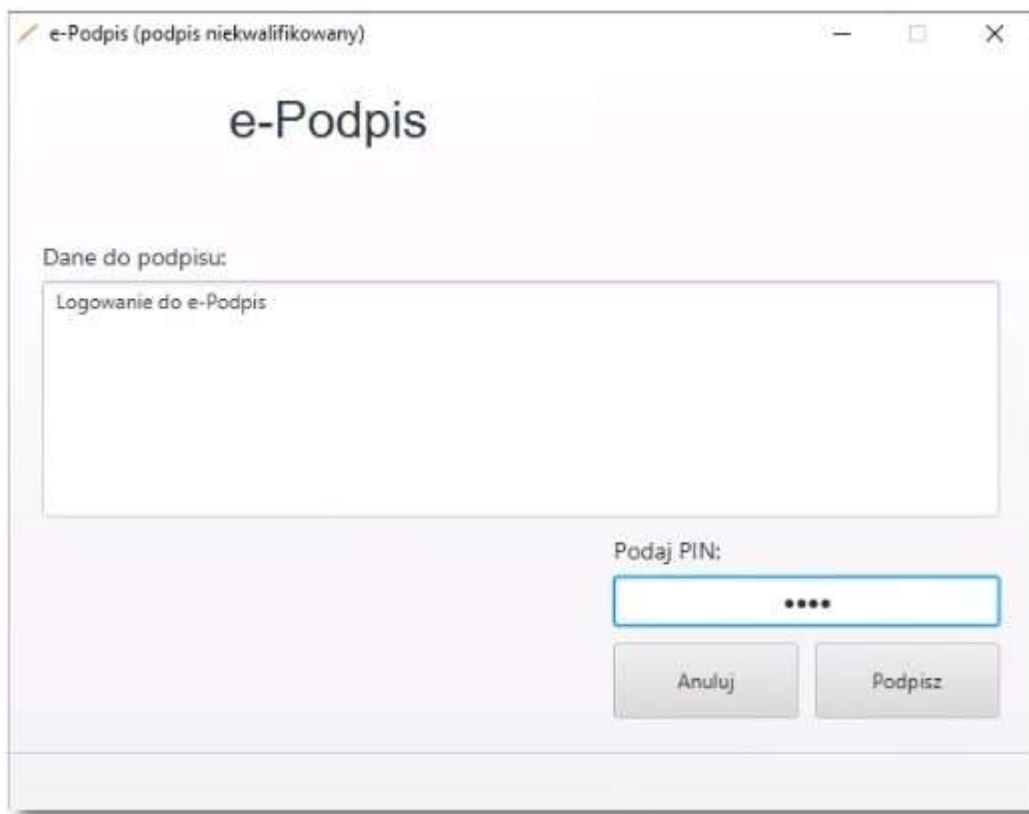 e-Podpis (podpis niekwalifikowany)
e-Podpis
Dane do podpisu:
Logowanie do e-Podpis
Podaj PIN:
••••
Anuluj
Podpisz